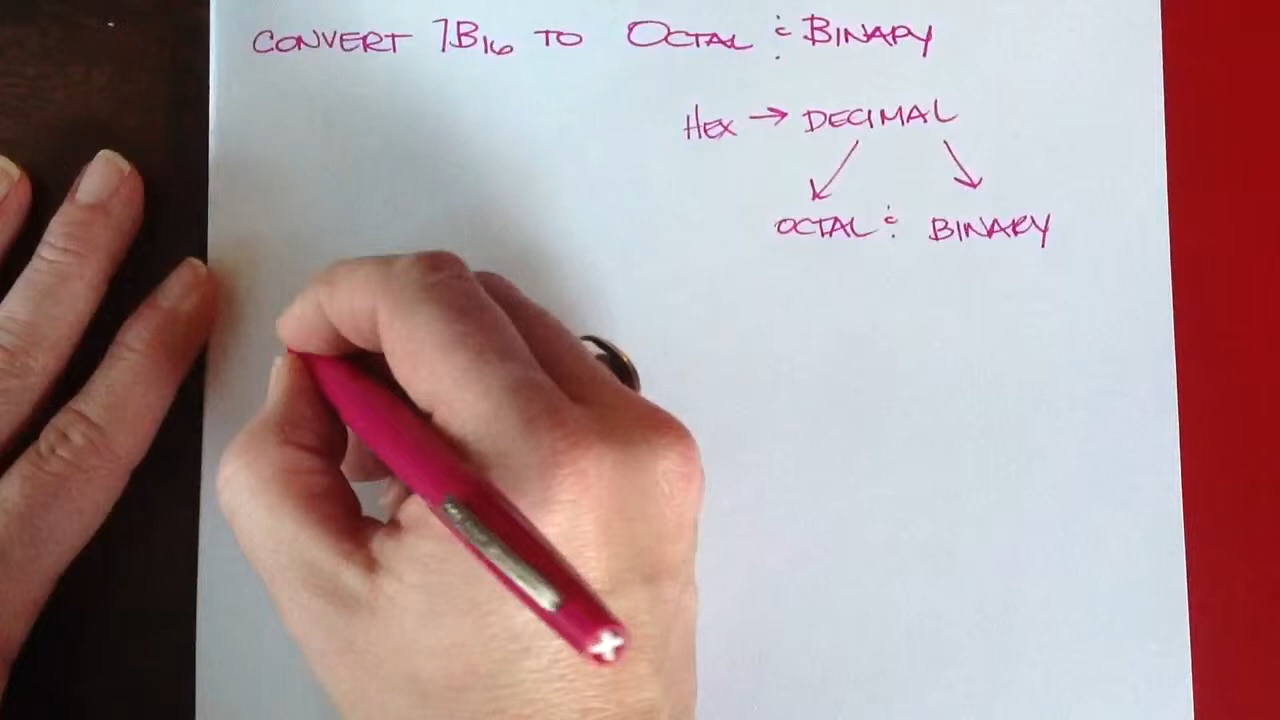 CONVERT 7B16 TO OCTAL & BINARY
HEX → DECIMAL
OCTAL & BINARY